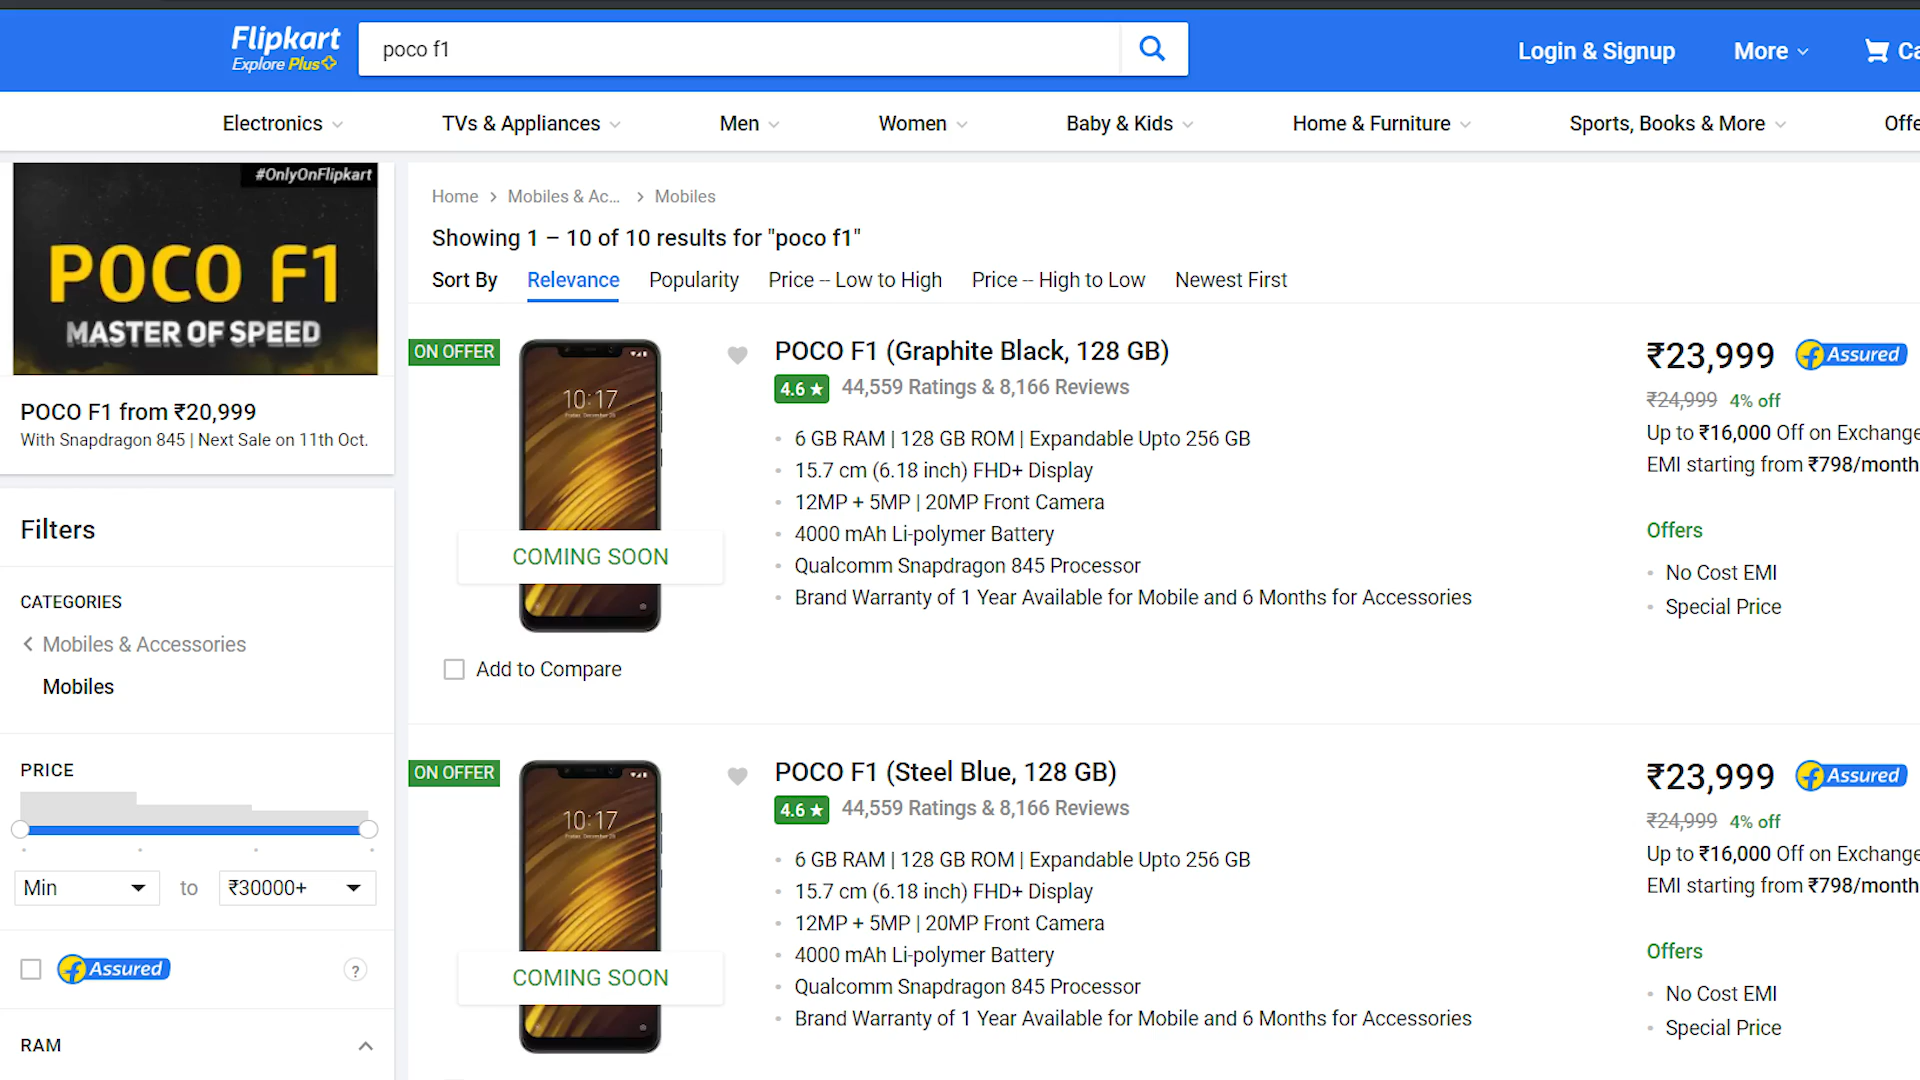 Flipkart
Explore Plus
poco f1
Login & Signup
More
Electronics
TVs & Appliances
Men
Women
Baby & Kids
Home & Furniture
Sports, Books & More
#OnlyOnFlipkart
POCO F1
MASTER OF SPEED
POCO F1 from ₹20,999
With Snapdragon 845 | Next Sale on 11th Oct.
Filters
CATEGORIES
Mobiles & Accessories
Mobiles
PRICE
Min to ₹30000+
Assured
?
RAM
Home > Mobiles & Ac... > Mobiles
Showing 1 – 10 of 10 results for "poco f1"
Sort By Relevance Popularity Price -- Low to High Price -- High to Low Newest First
ON OFFER
10:17
COMING SOON
Add to Compare
POCO F1 (Graphite Black, 128 GB)
4.6 ★ 44,559 Ratings & 8,166 Reviews
6 GB RAM | 128 GB ROM | Expandable Upto 256 GB
15.7 cm (6.18 inch) FHD+ Display
12MP + 5MP | 20MP Front Camera
4000 mAh Li-polymer Battery
Qualcomm Snapdragon 845 Processor
Brand Warranty of 1 Year Available for Mobile and 6 Months for Accessories
₹23,999 Assured
₹24,999 4% off
Up to ₹16,000 Off on Exchange
EMI starting from ₹798/month
Offers
No Cost EMI
Special Price
ON OFFER
10:17
COMING SOON
POCO F1 (Steel Blue, 128 GB)
4.6 ★ 44,559 Ratings & 8,166 Reviews
6 GB RAM | 128 GB ROM | Expandable Upto 256 GB
15.7 cm (6.18 inch) FHD+ Display
12MP + 5MP | 20MP Front Camera
4000 mAh Li-polymer Battery
Qualcomm Snapdragon 845 Processor
Brand Warranty of 1 Year Available for Mobile and 6 Months for Accessories
₹23,999 Assured
₹24,999 4% off
Up to ₹16,000 Off on Exchange
EMI starting from ₹798/month
Offers
No Cost EMI
Special Price